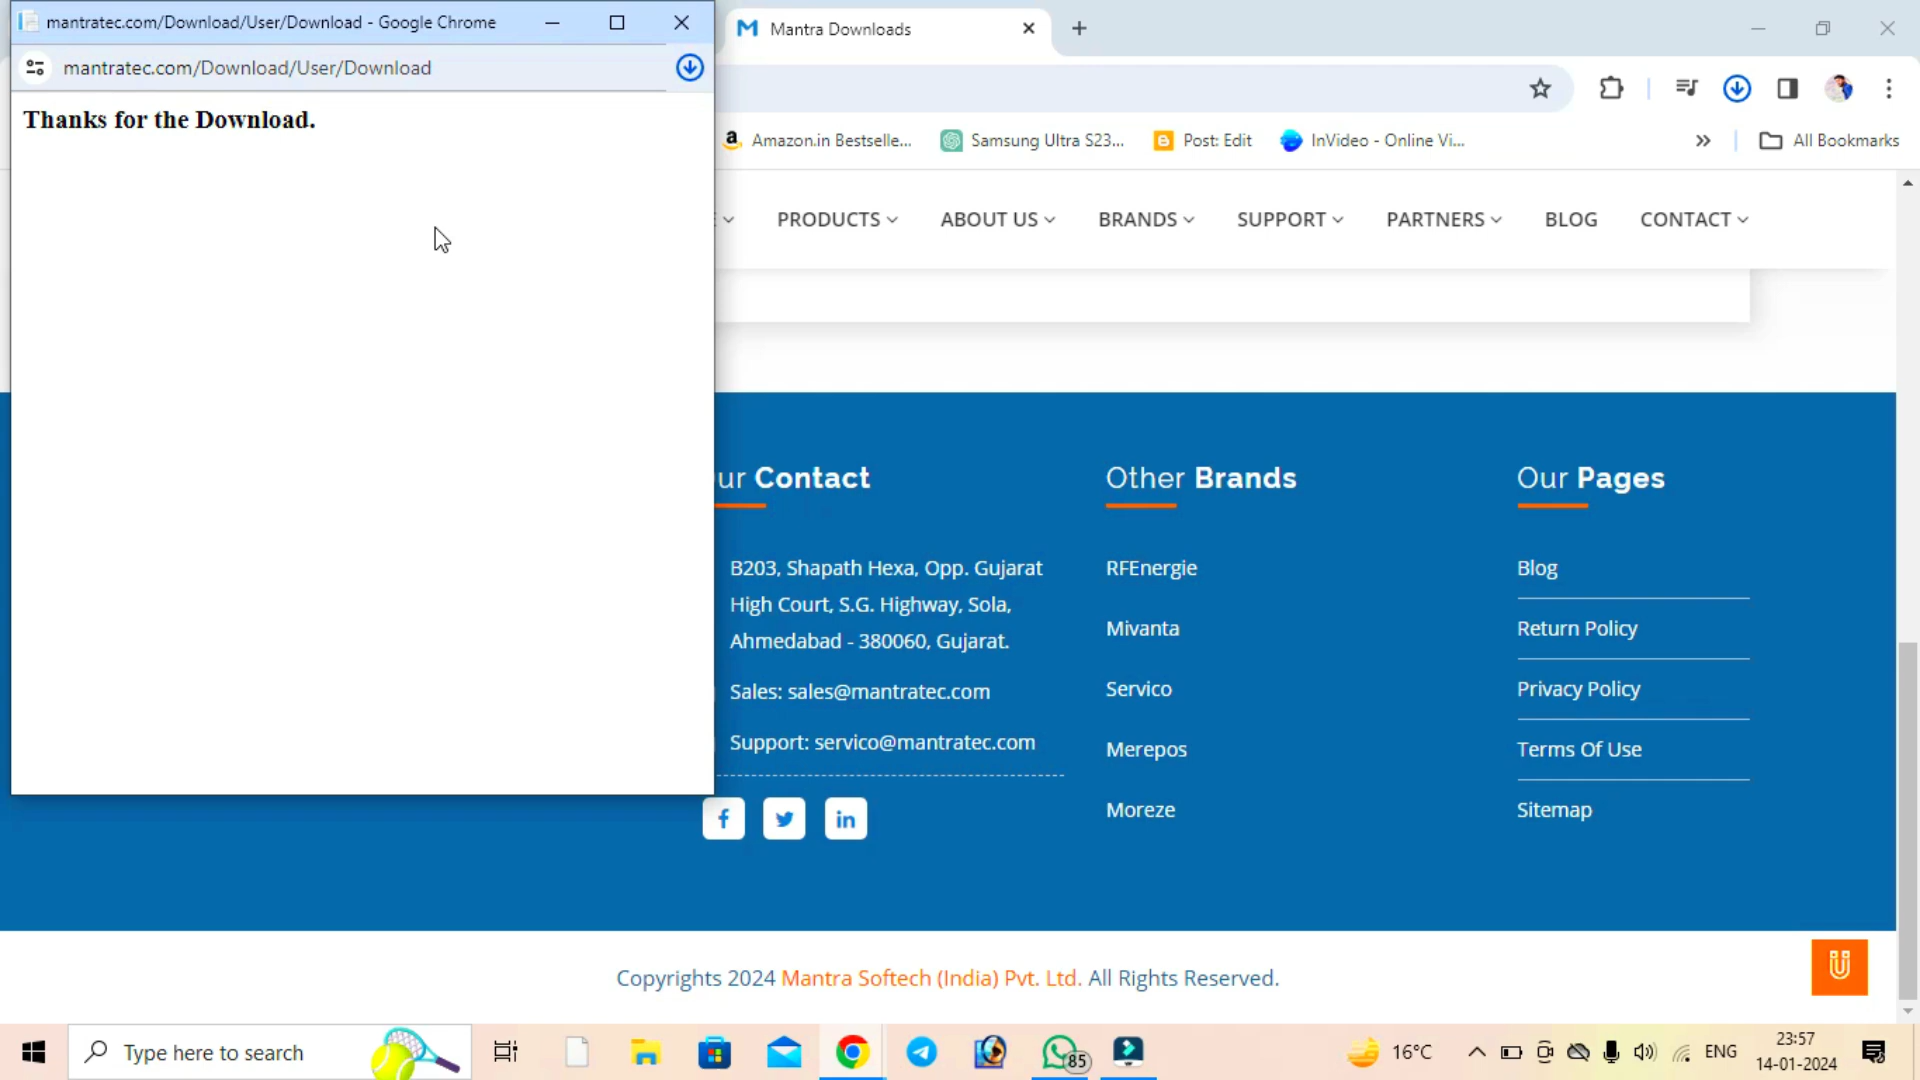 mantratec.com/Download/User/Download - Google Chrome
mantratec.com/Download/User/Download
Thanks for the Download.
Mantra Downloads
Amazon.in Bestselle...
Samsung Ultra S23...
Post: Edit
InVideo - Online Vi...
All Bookmarks
PRODUCTS
ABOUT US
BRANDS
SUPPORT
PARTNERS
BLOG
CONTACT
ur Contact
B203, Shapath Hexa, Opp. Gujarat
High Court, S.G. Highway, Sola,
Ahmedabad - 380060, Gujarat.
Sales: sales@mantratec.com
Support: servico@mantratec.com
Other Brands
RFEnergie
Mivanta
Servico
Merepos
Moreze
Our Pages
Blog
Return Policy
Privacy Policy
Terms Of Use
Sitemap
Copyrights 2024 Mantra Softech (India) Pvt. Ltd. All Rights Reserved.
Type here to search
85
16°C
ENG
23:57
14-01-2024